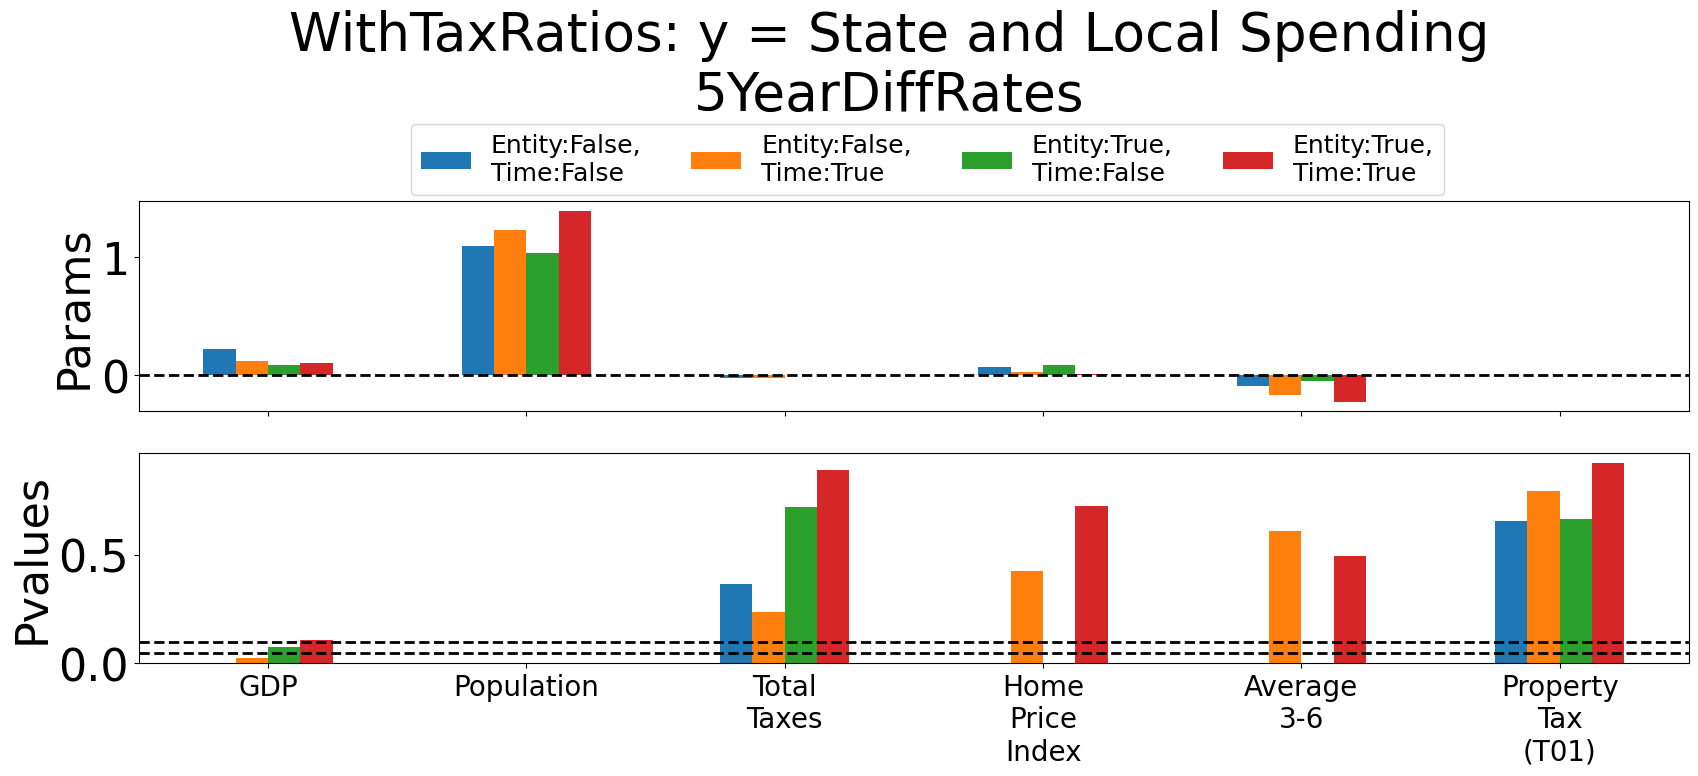 WithTaxRatios: y = State and Local Spending
5YearDiffRates
Entity:False,
Time:False
Entity:False,
Time:True
Entity:True,
Time:False
Entity:True,
Time:True
Params
1
0
Pvalues
0.5
0.0
GDP
Population
Total
Taxes
Home
Price
Index
Average
3-6
Property
Tax
(T01)